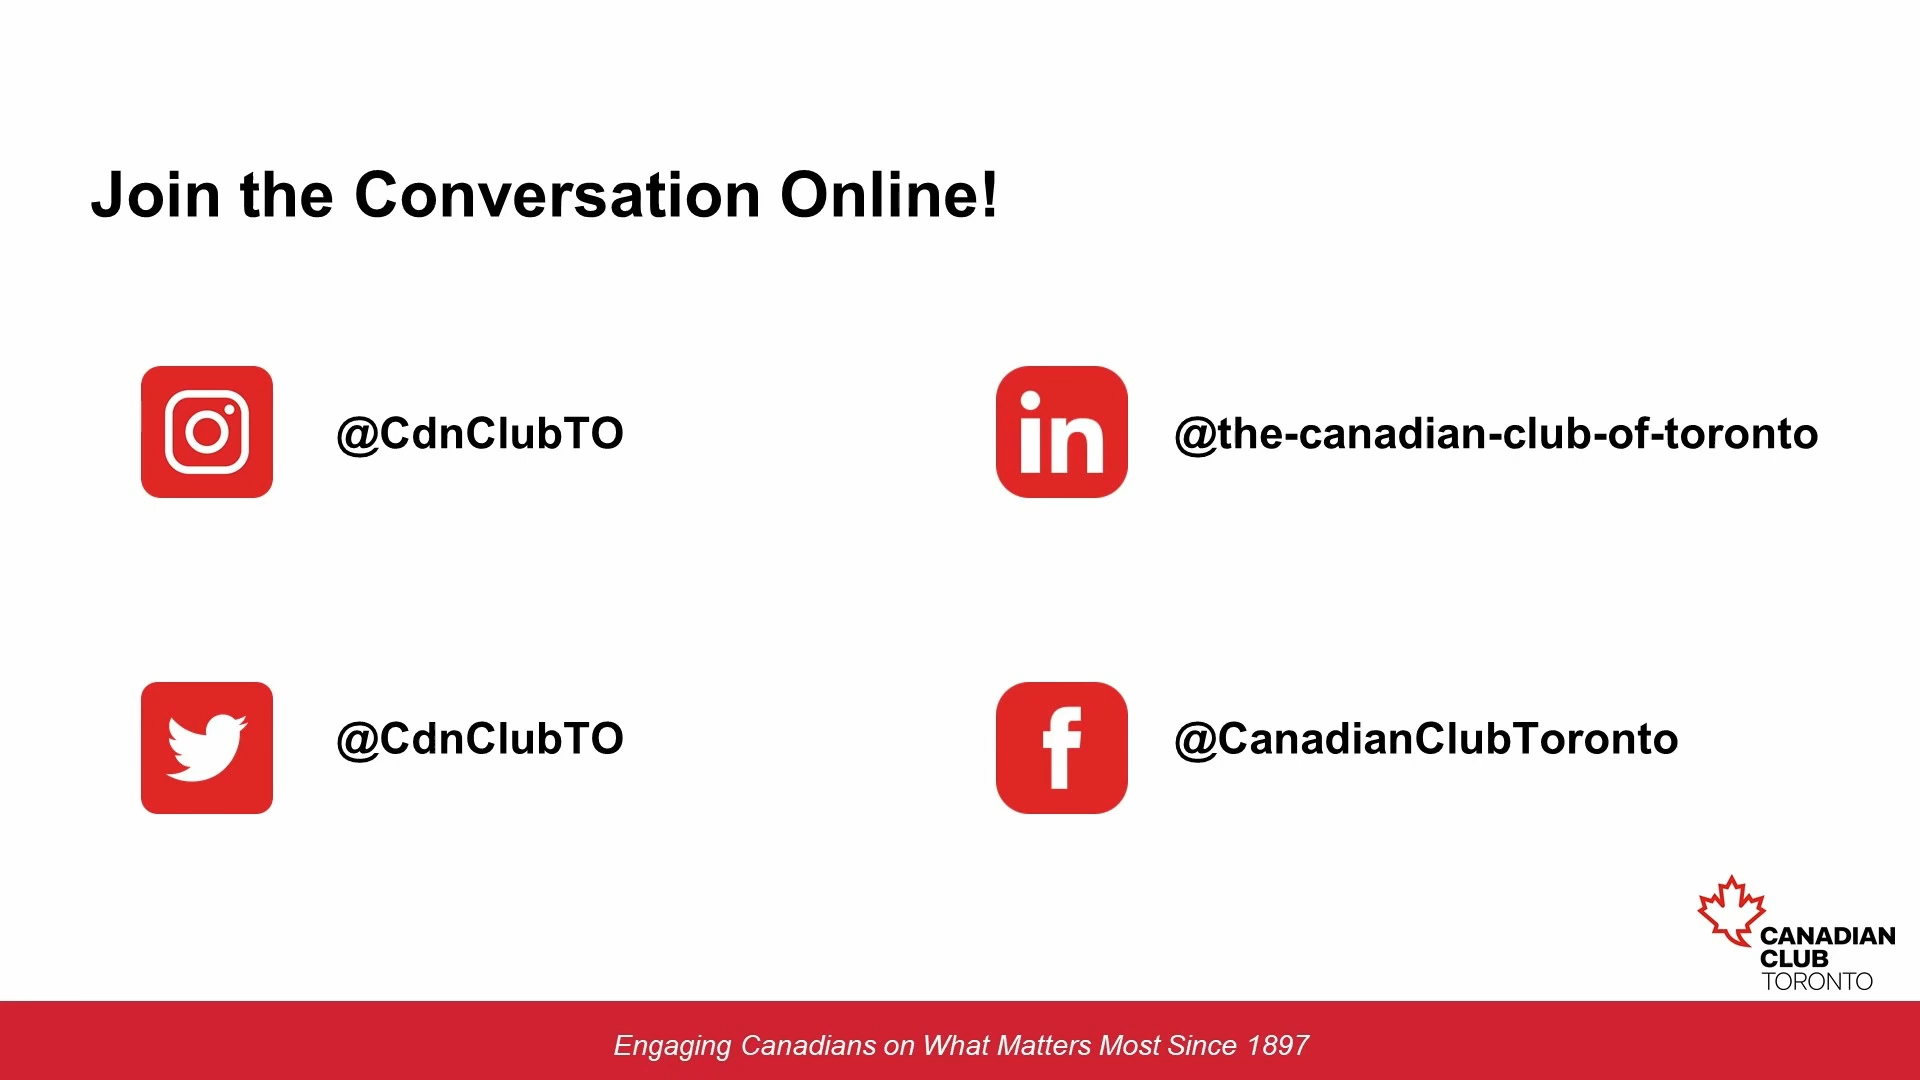 Join the Conversation Online!
@CdnClubTO
@the-canadian-club-of-toronto
@CdnClubTO
@CanadianClubToronto
CANADIAN
CLUB
TORONTO
Engaging Canadians on What Matters Most Since 1897